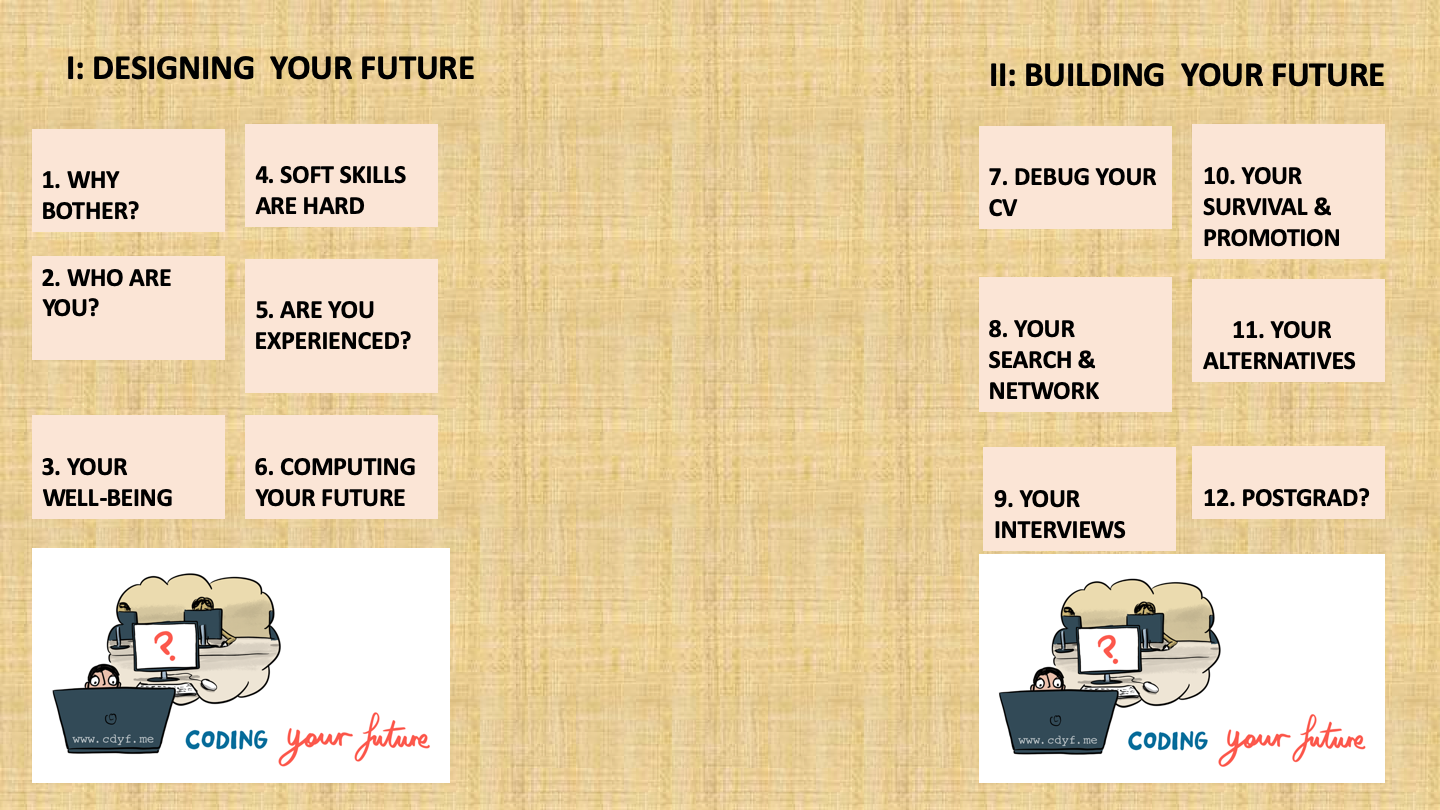 I: DESIGNING  YOUR FUTURE
1. WHY
BOTHER?
2. WHO ARE
YOU?
3. YOUR
WELL-BEING
4. SOFT SKILLS
ARE HARD
5. ARE YOU
EXPERIENCED?
6. COMPUTING
YOUR FUTURE
?
www.cdyf.me
CODING your future
II: BUILDING  YOUR FUTURE
7. DEBUG YOUR
CV
8. YOUR
SEARCH &
NETWORK
9. YOUR
INTERVIEWS
10. YOUR
SURVIVAL &
PROMOTION
11. YOUR
ALTERNATIVES
12. POSTGRAD?
?
www.cdyf.me
CODING your future